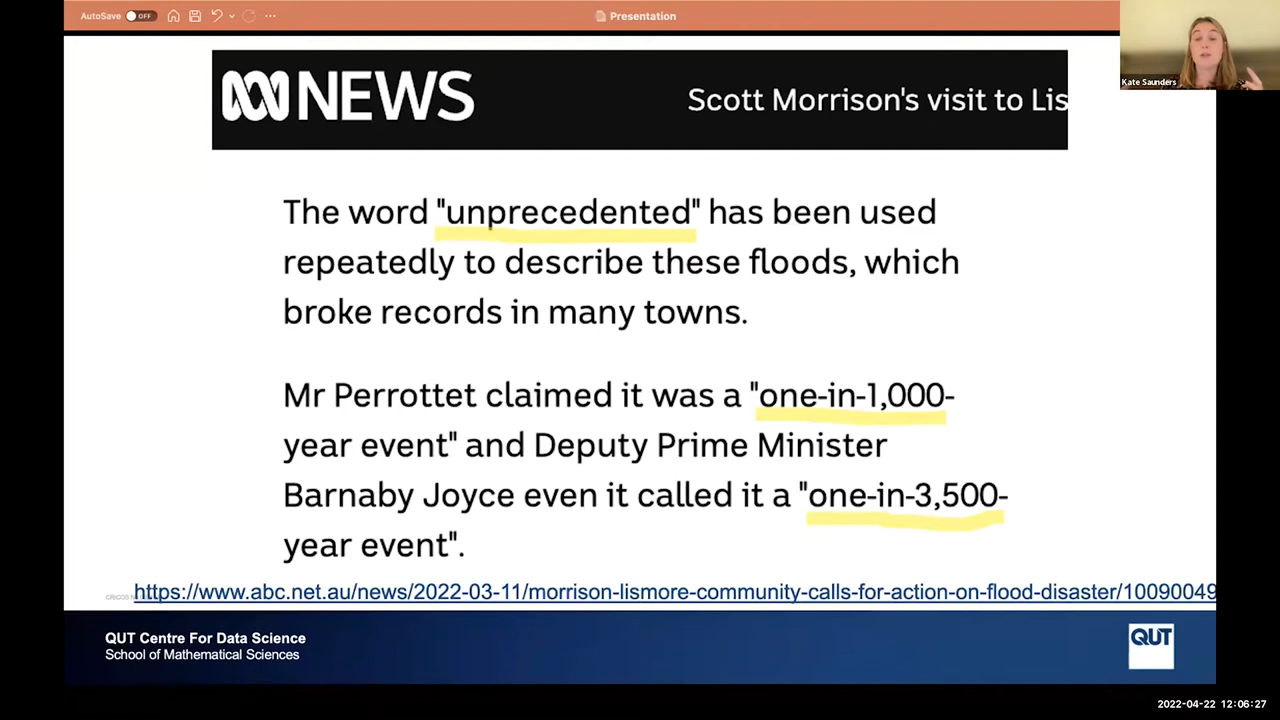 AutoSave OFF
Presentation
Kate Saunders
NEWS
Scott Morrison's visit to Lis
The word "unprecedented" has been used
repeatedly to describe these floods, which
broke records in many towns.
Mr Perrottet claimed it was a "one-in-1,000-
year event" and Deputy Prime Minister
Barnaby Joyce even it called it a "one-in-3,500-
year event".
https://www.abc.net.au/news/2022-03-11/morrison-lismore-community-calls-for-action-on-flood-disaster/10090049
CRICOS
QUT Centre For Data Science
School of Mathematical Sciences
QUT
2022-04-22 12:06:27